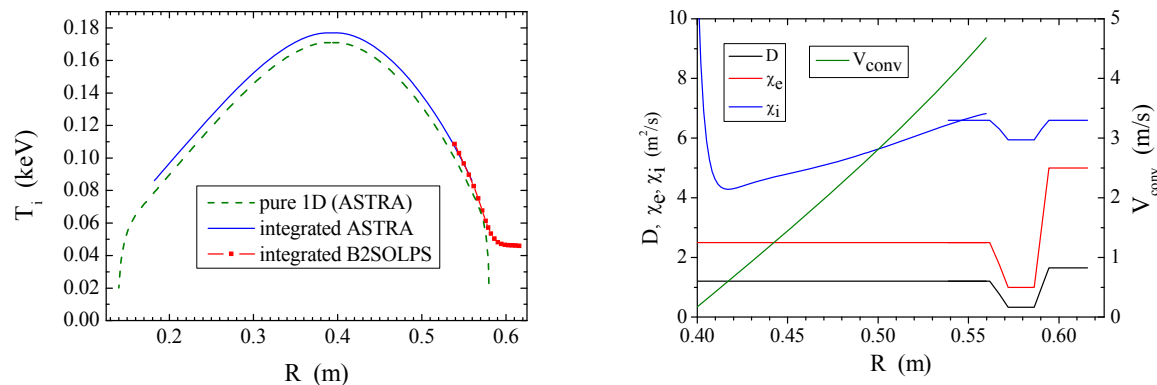 0.18
0.16
0.14
0.12
0.10
0.08
0.06
0.04
0.02
0.00
T_i (keV)
pure 1D (ASTRA)
integrated ASTRA
integrated B2SOLPS
0.2 0.3 0.4 0.5 0.6
R (m)
10
8
6
4
2
0
D, χ_e, χ_i (m²/s)
D
χ_e
χ_i
V_conv
5
4
3
2
1
0
V_conv (m/s)
0.40 0.45 0.50 0.55 0.60
R (m)